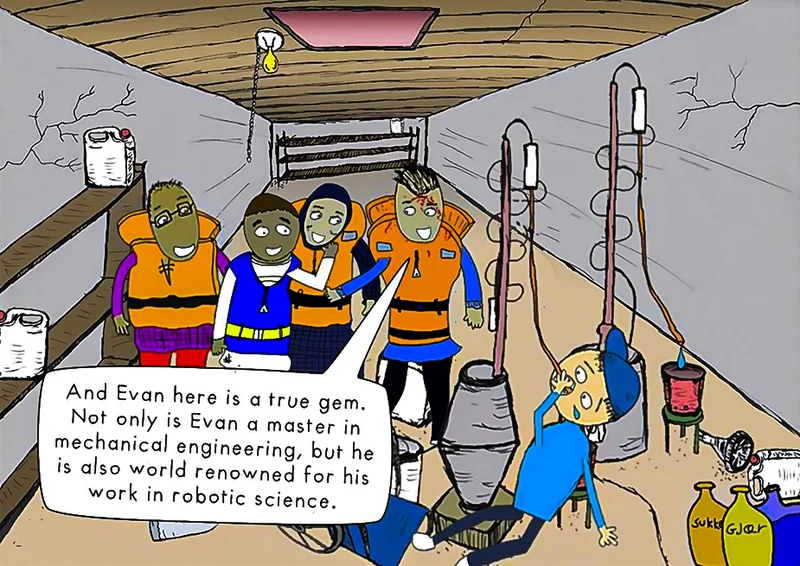 And Evan here is a true gem.
Not only is Evan a master in
mechanical engineering, but he
is also world renowned for his
work in robotic science.
Sukk
Gjær